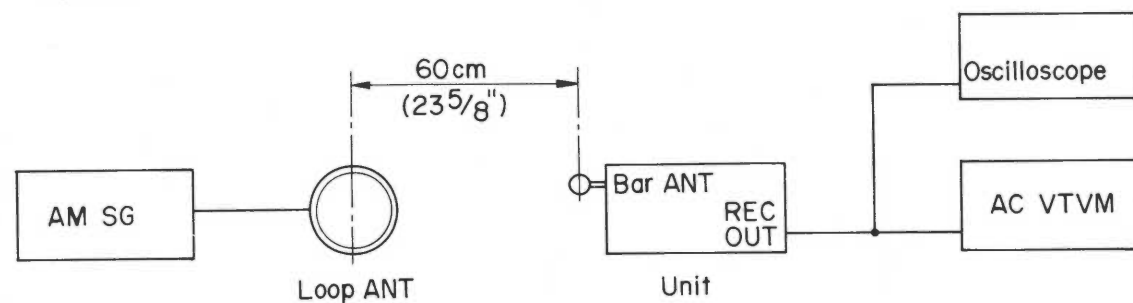 60cm
(23 5/8")
Oscilloscope
AM SG
Bar ANT
REC
OUT
AC VTVM
Loop ANT
Unit